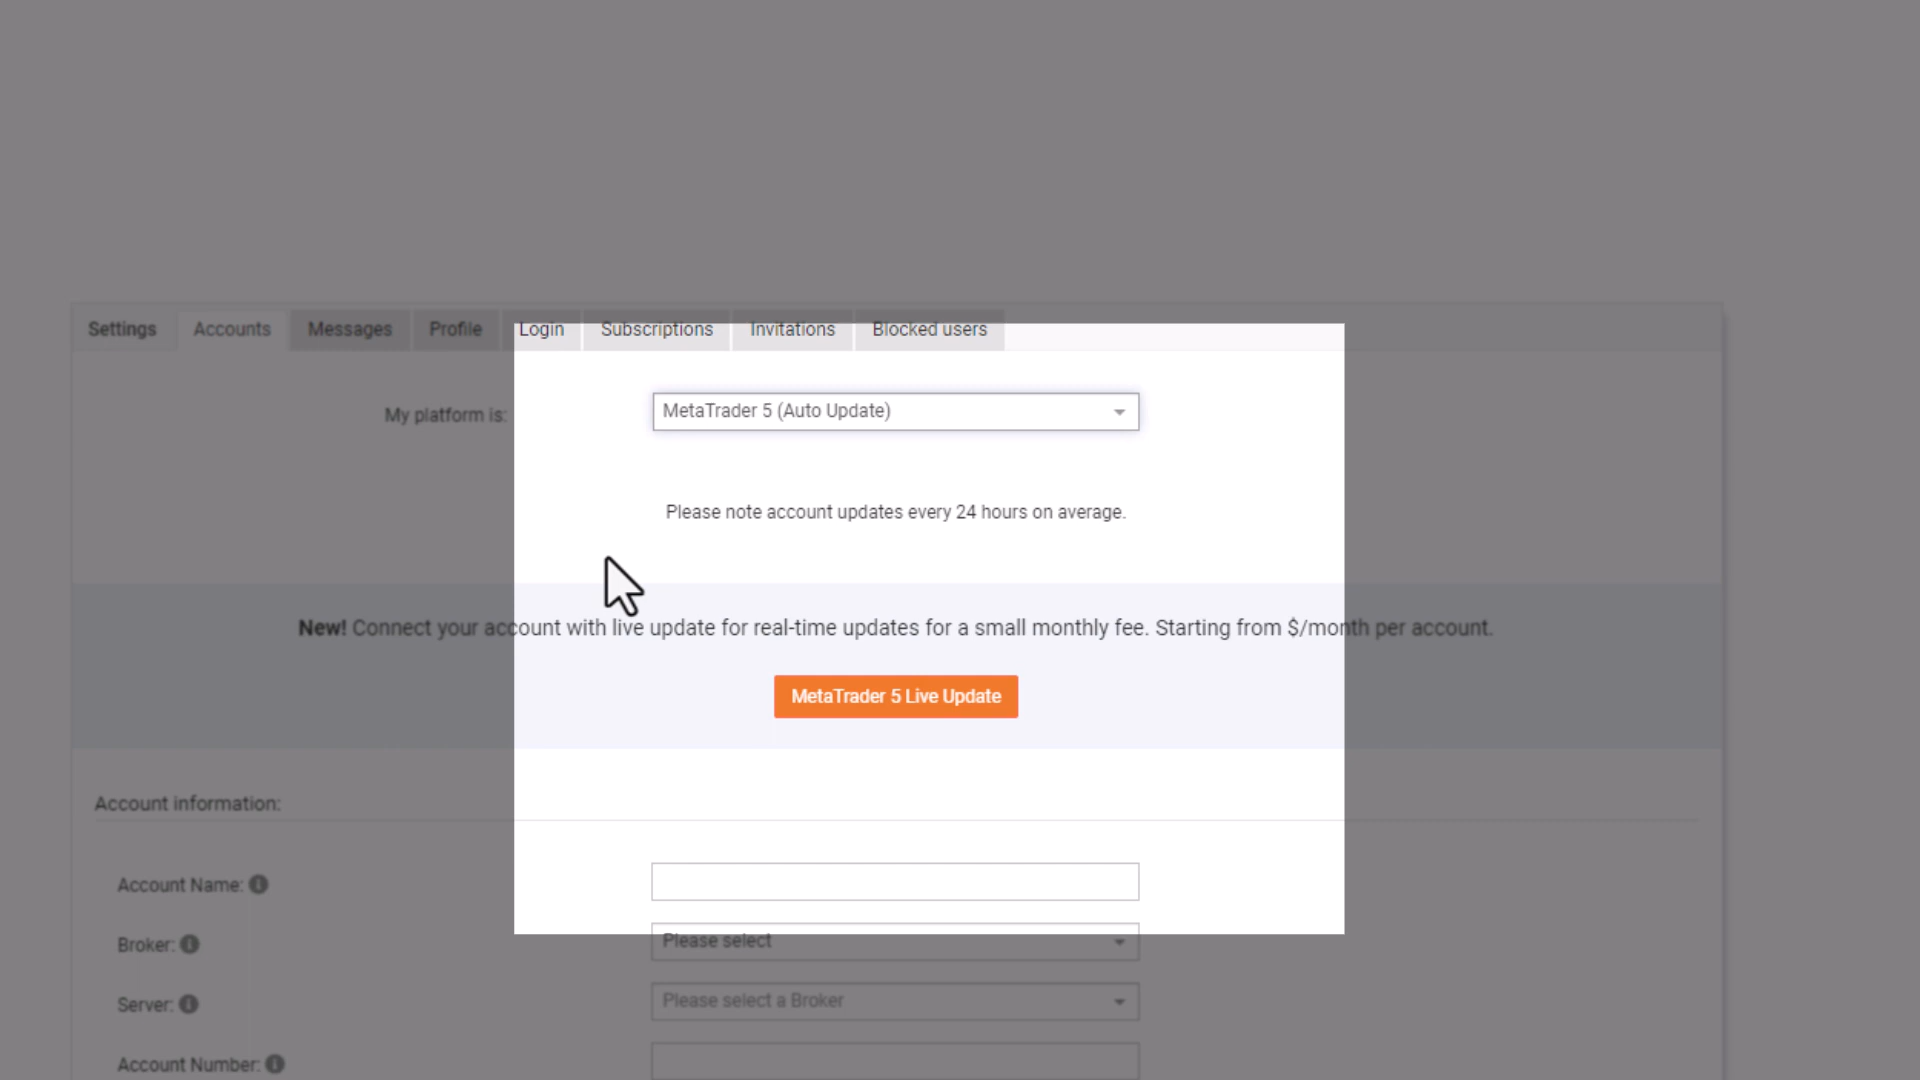 Settings Accounts Messages Profile Login Subscriptions Invitations Blocked users
My platform is: MetaTrader 5 (Auto Update)
Please note account updates every 24 hours on average.
New! Connect your account with live update for real-time updates for a small monthly fee. Starting from $/month per account.
MetaTrader 5 Live Update
Account information:
Account Name:
Broker: Please select
Server: Please select a Broker
Account Number: